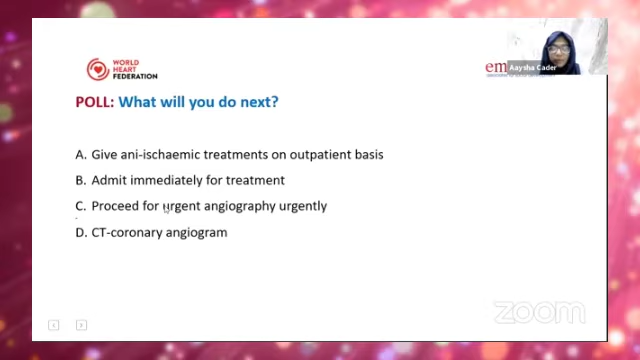 WORLD
HEART
FEDERATION
em
Aaysha Cader
POLL: What will you do next?
A. Give ani-ischaemic treatments on outpatient basis
B. Admit immediately for treatment
C. Proceed for urgent angiography urgently
D. CT-coronary angiogram
zoom